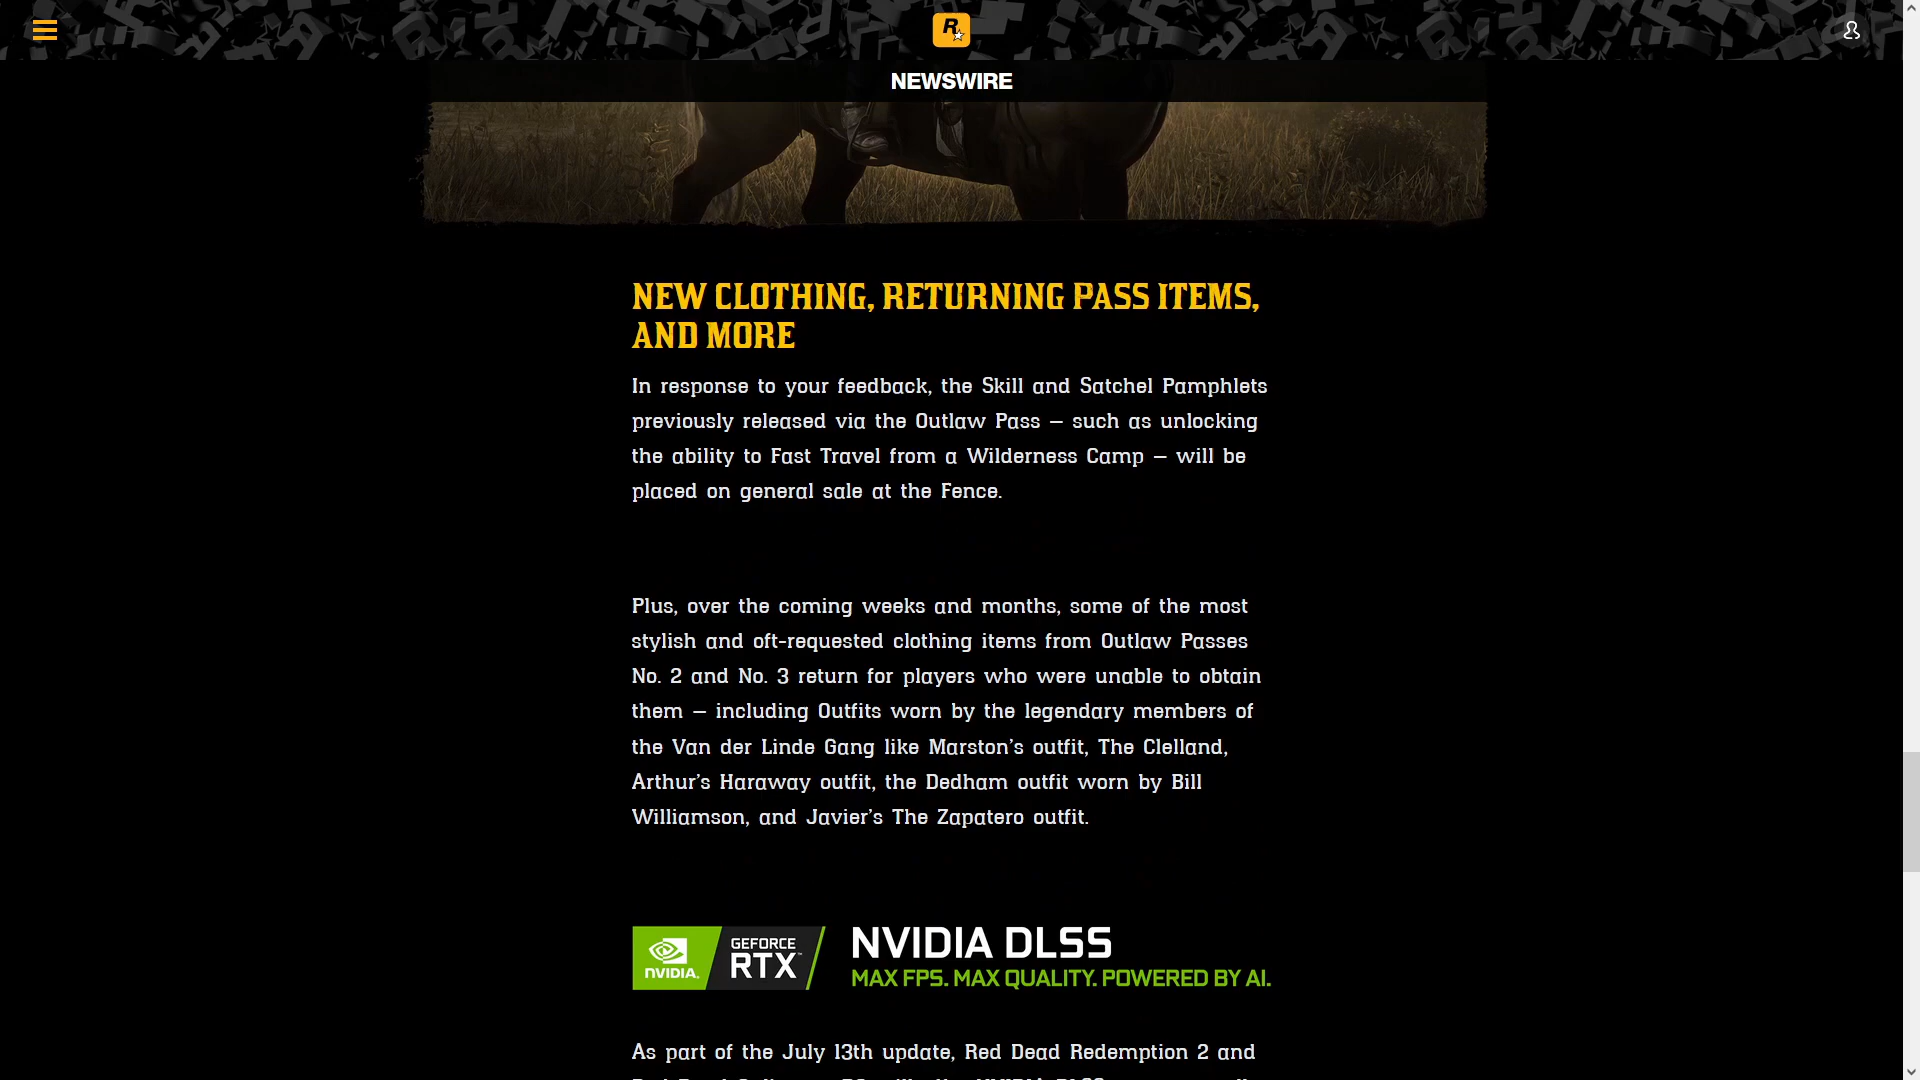 R
NEWSWIRE
NEW CLOTHING, RETURNING PASS ITEMS,
AND MORE
In response to your feedback, the Skill and Satchel Pamphlets
previously released via the Outlaw Pass – such as unlocking
the ability to Fast Travel from a Wilderness Camp – will be
placed on general sale at the Fence.
Plus, over the coming weeks and months, some of the most
stylish and oft-requested clothing items from Outlaw Passes
No. 2 and No. 3 return for players who were unable to obtain
them – including Outfits worn by the legendary members of
the Van der Linde Gang like Marston’s outfit, The Clelland,
Arthur’s Haraway outfit, the Dedham outfit worn by Bill
Williamson, and Javier’s The Zapatero outfit.
NVIDIA.
GEFORCE
RTX™
NVIDIA DLSS
MAX FPS. MAX QUALITY. POWERED BY AI.
As part of the July 13th update, Red Dead Redemption 2 and